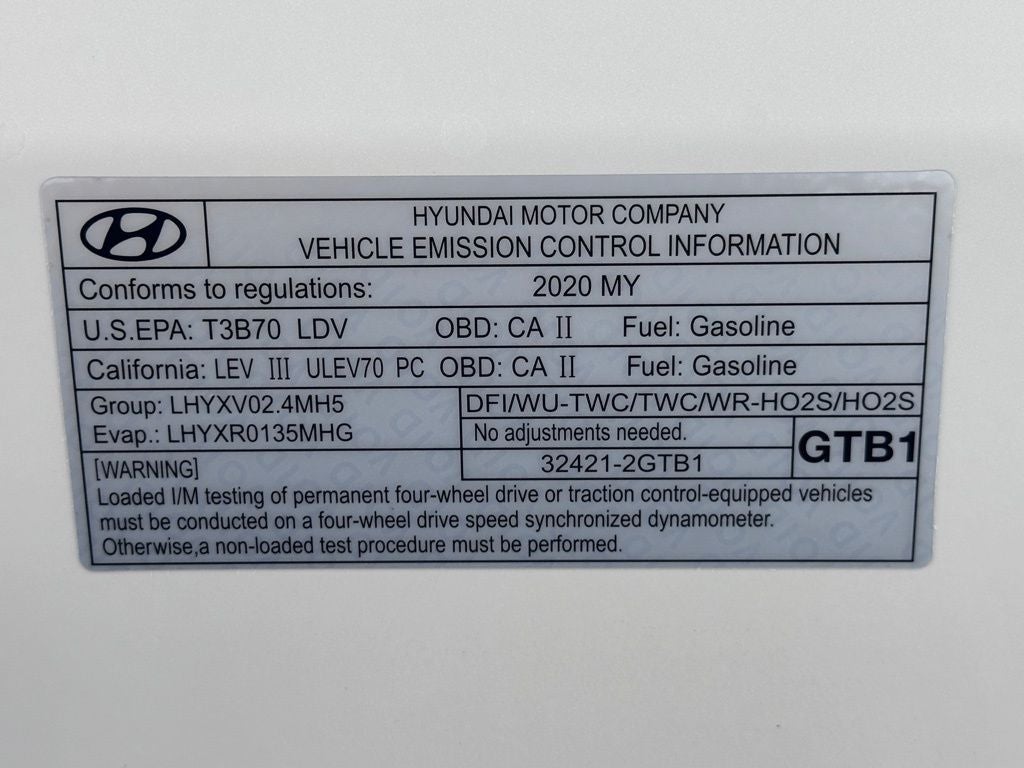 HYUNDAI MOTOR COMPANY
VEHICLE EMISSION CONTROL INFORMATION
Conforms to regulations: 2020 MY
U.S.EPA: T3B70 LDV OBD: CA II Fuel: Gasoline
California: LEV III ULEV70 PC OBD: CA II Fuel: Gasoline
Group: LHYXV02.4MH5 DFI/WU-TWC/TWC/WR-HO2S/HO2S
Evap.: LHYXR0135MHG No adjustments needed. GTB1
[WARNING] 32421-2GTB1
Loaded I/M testing of permanent four-wheel drive or traction control-equipped vehicles
must be conducted on a four-wheel drive speed synchronized dynamometer.
Otherwise,a non-loaded test procedure must be performed.